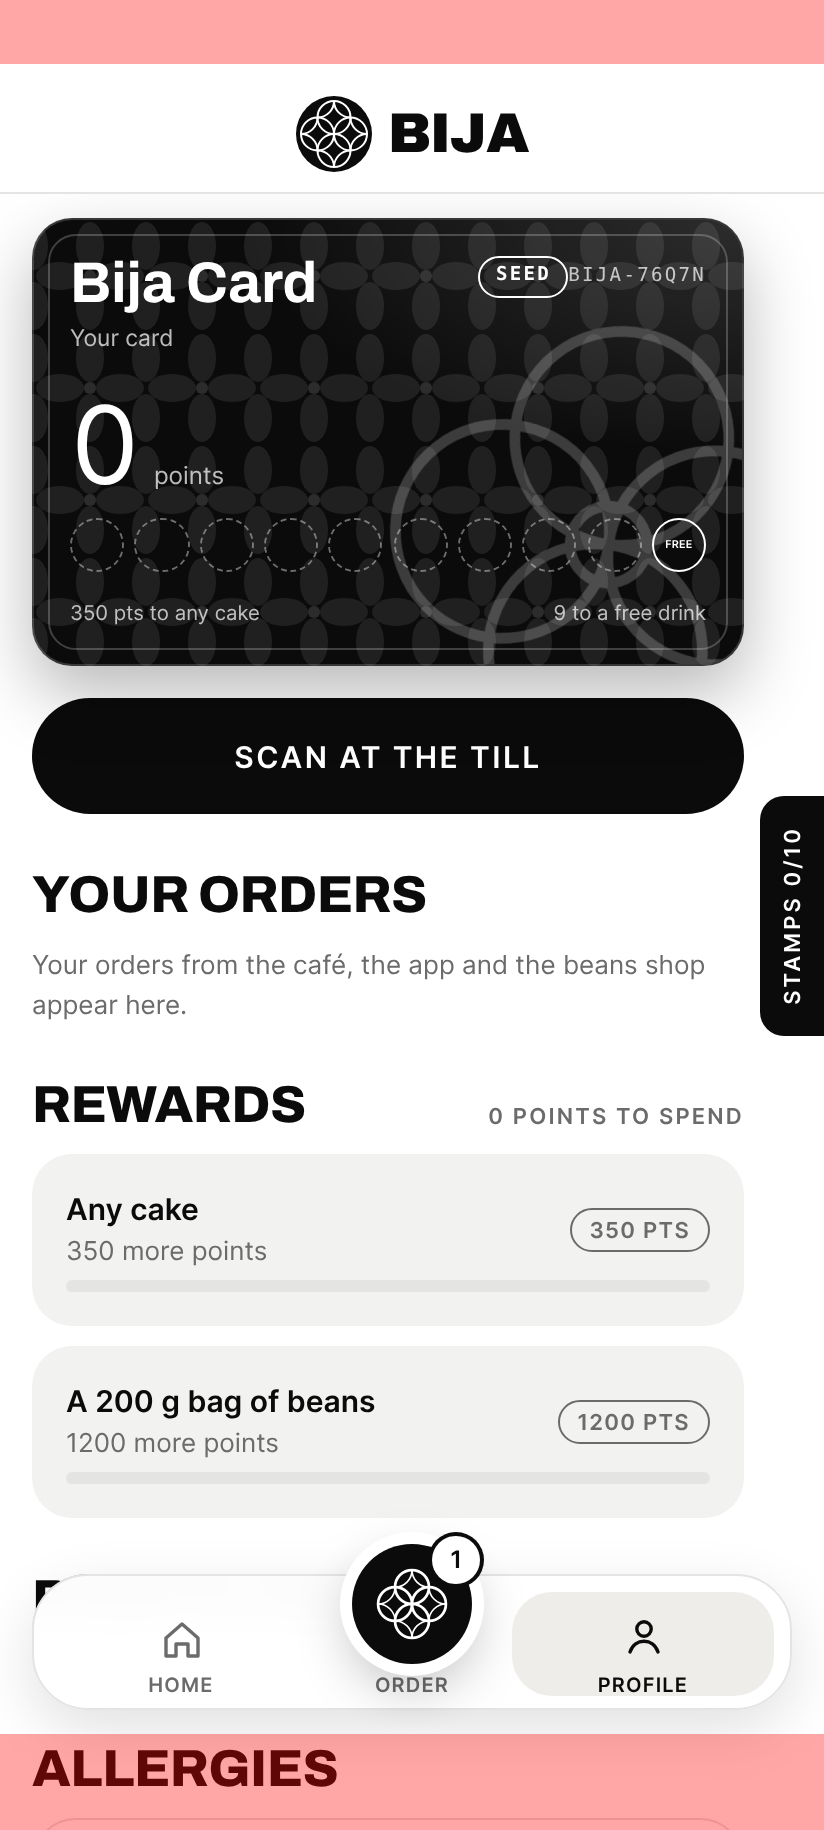 BIJA
Bija Card
SEED BIJA-76Q7N
Your card
0 points
FREE
350 pts to any cake
9 to a free drink
SCAN AT THE TILL
STAMPS 0/10
YOUR ORDERS
Your orders from the café, the app and the beans shop
appear here.
REWARDS
0 POINTS TO SPEND
Any cake
350 more points
350 PTS
A 200 g bag of beans
1200 more points
1200 PTS
1
HOME
ORDER
PROFILE
ALLERGIES